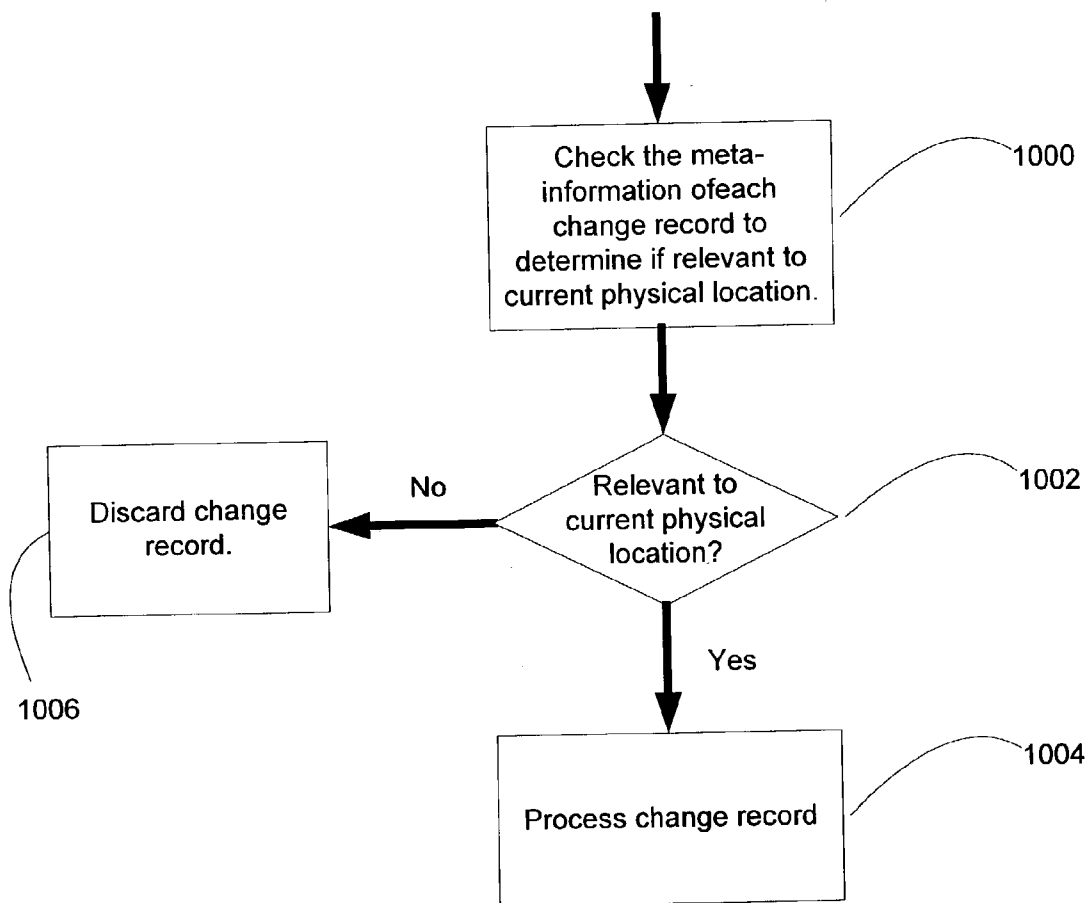 Check the meta-
information ofeach
change record to
determine if relevant to
current physical location.
1000
Relevant to
current physical
location?
1002
No
Discard change
record.
1006
Yes
Process change record
1004